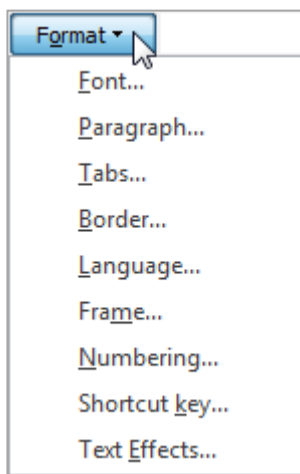 Format
Font...
Paragraph...
Tabs...
Border...
Language...
Frame...
Numbering...
Shortcut key...
Text Effects...